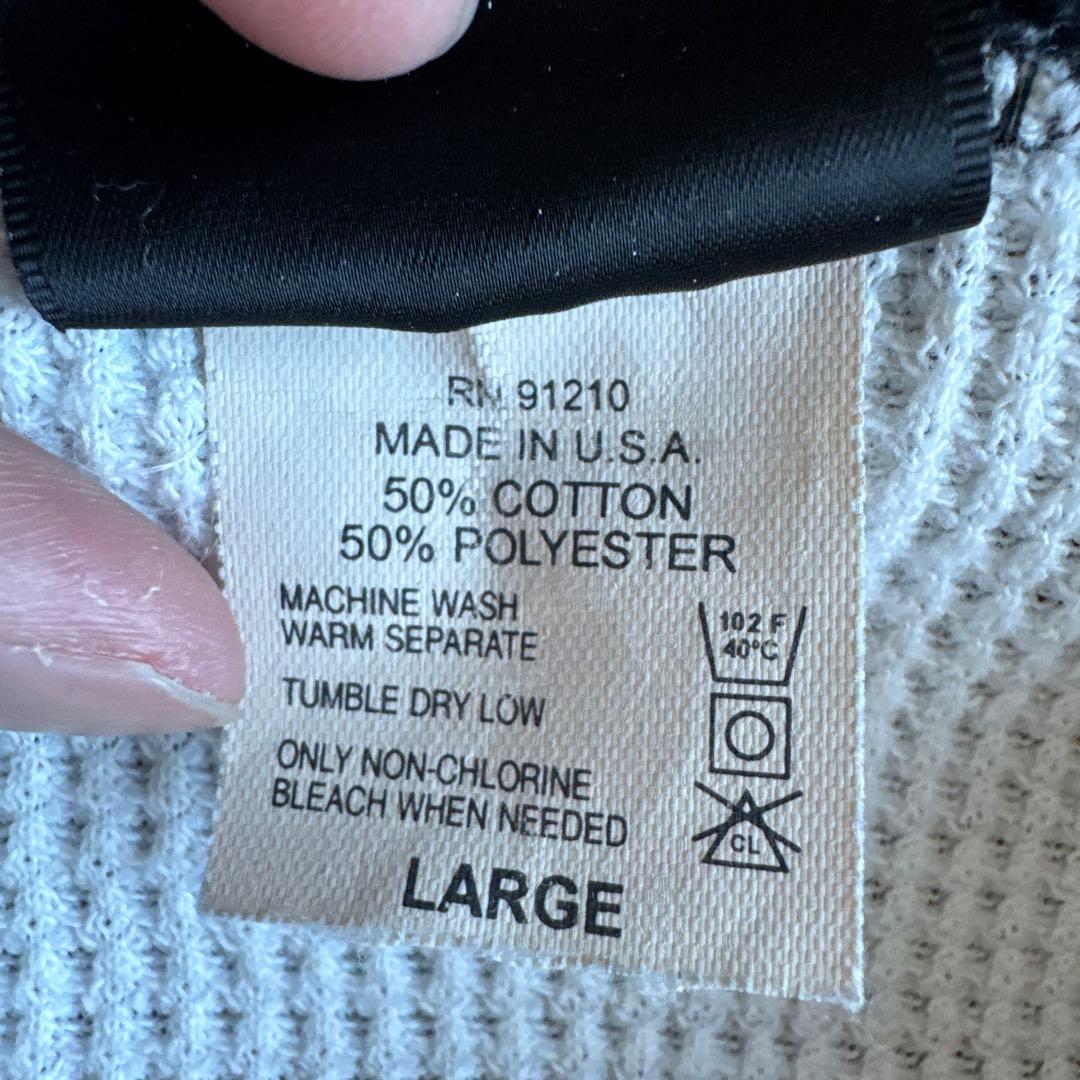 RN 91210
MADE IN U.S.A.
50% COTTON
50% POLYESTER
MACHINE WASH
WARM SEPARATE
TUMBLE DRY LOW
ONLY NON-CHLORINE
BLEACH WHEN NEEDED
102 F
40°C
CL
LARGE